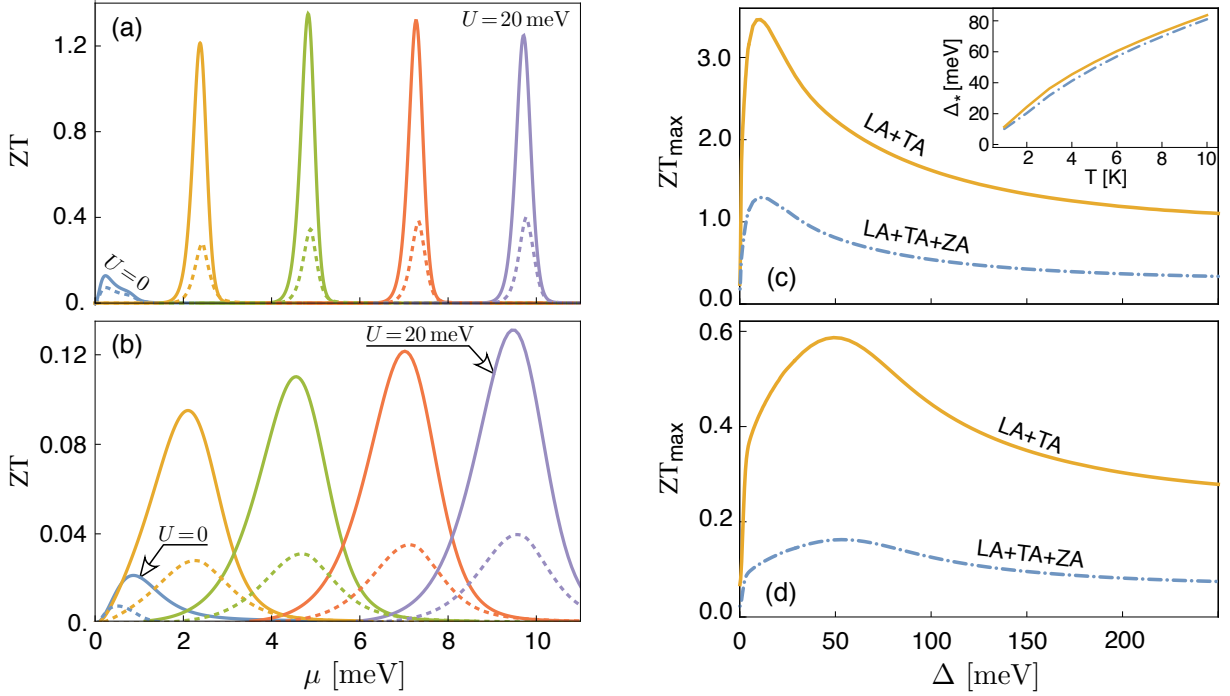 (a)
U = 20 meV
1.2
0.8
0.4
0.
ZT
U = 0
(b)
U = 20 meV
0.12
0.08
0.04
0.
ZT
U = 0
0 2 4 6 8 10
μ [meV]
(c)
3.0
2.0
1.0
0.0
ZTmax
LA+TA
LA+TA+ZA
80
60
40
20
0
Δ* [meV]
0 2 4 6 8 10
T [K]
(d)
0.6
0.4
0.2
0.0
ZTmax
LA+TA
LA+TA+ZA
0 50 100 150 200
Δ [meV]